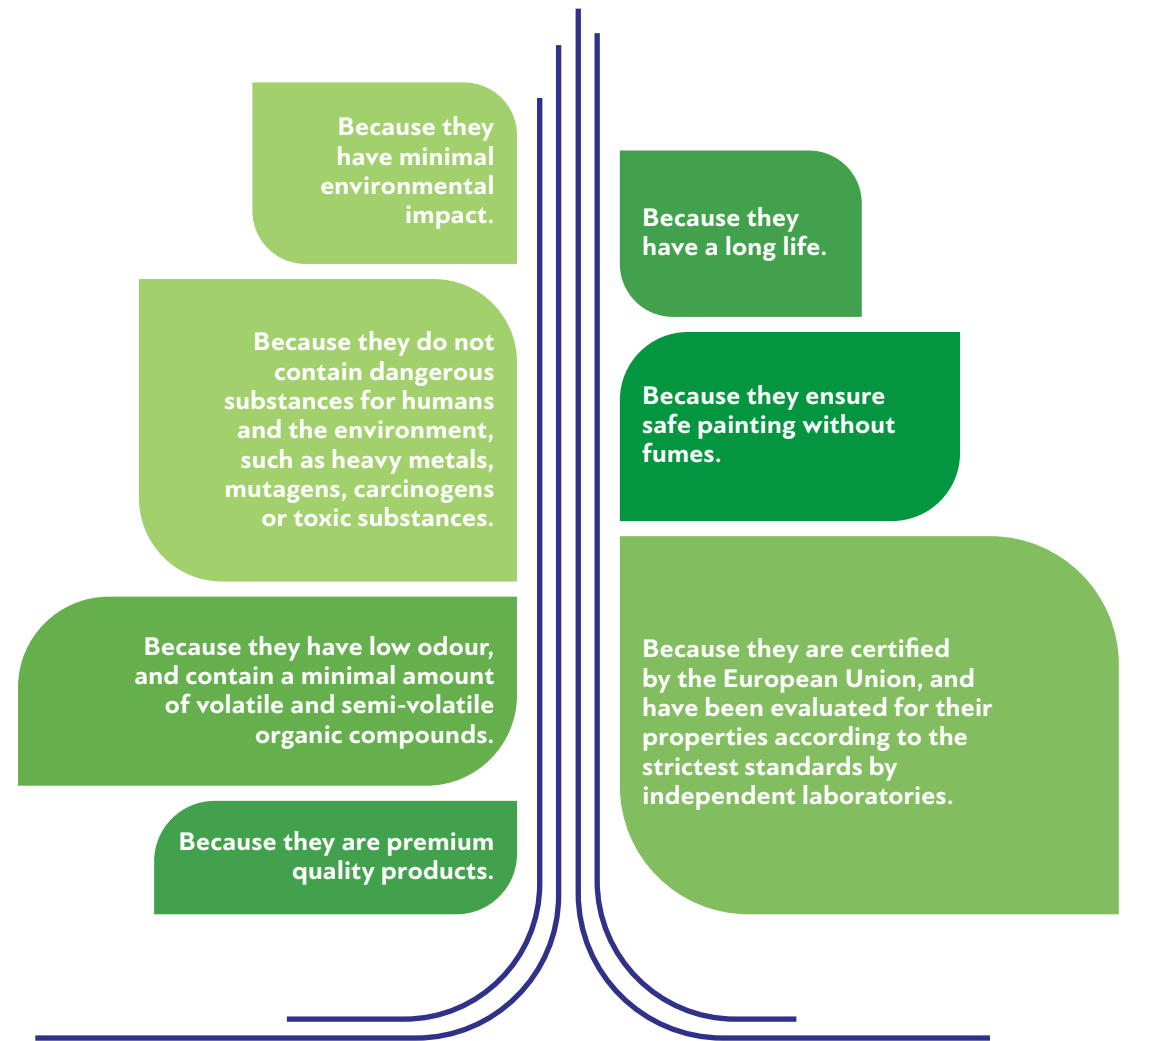 Because they
have minimal
environmental
impact.
Because they do not
contain dangerous
substances for humans
and the environment,
such as heavy metals,
mutagens, carcinogens
or toxic substances.
Because they have low odour,
and contain a minimal amount
of volatile and semi-volatile
organic compounds.
Because they are premium
quality products.
Because they
have a long life.
Because they ensure
safe painting without
fumes.
Because they are certified
by the European Union, and
have been evaluated for their
properties according to the
strictest standards by
independent laboratories.